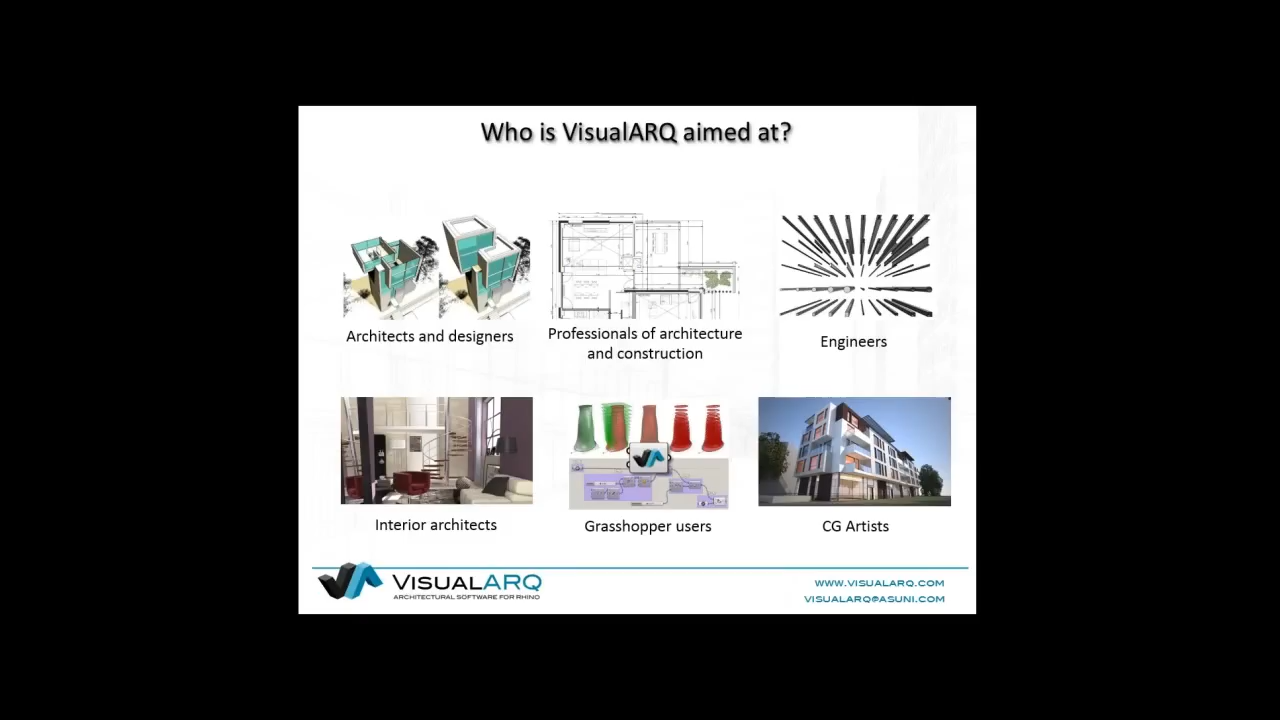 Who is VisualARQ aimed at?
Architects and designers
Professionals of architecture
and construction
Engineers
Interior architects
Grasshopper users
CG Artists
VISUALARQ
ARCHITECTURAL SOFTWARE FOR RHINO
WWW.VISUALARQ.COM
VISUALARQ@ASUNI.COM